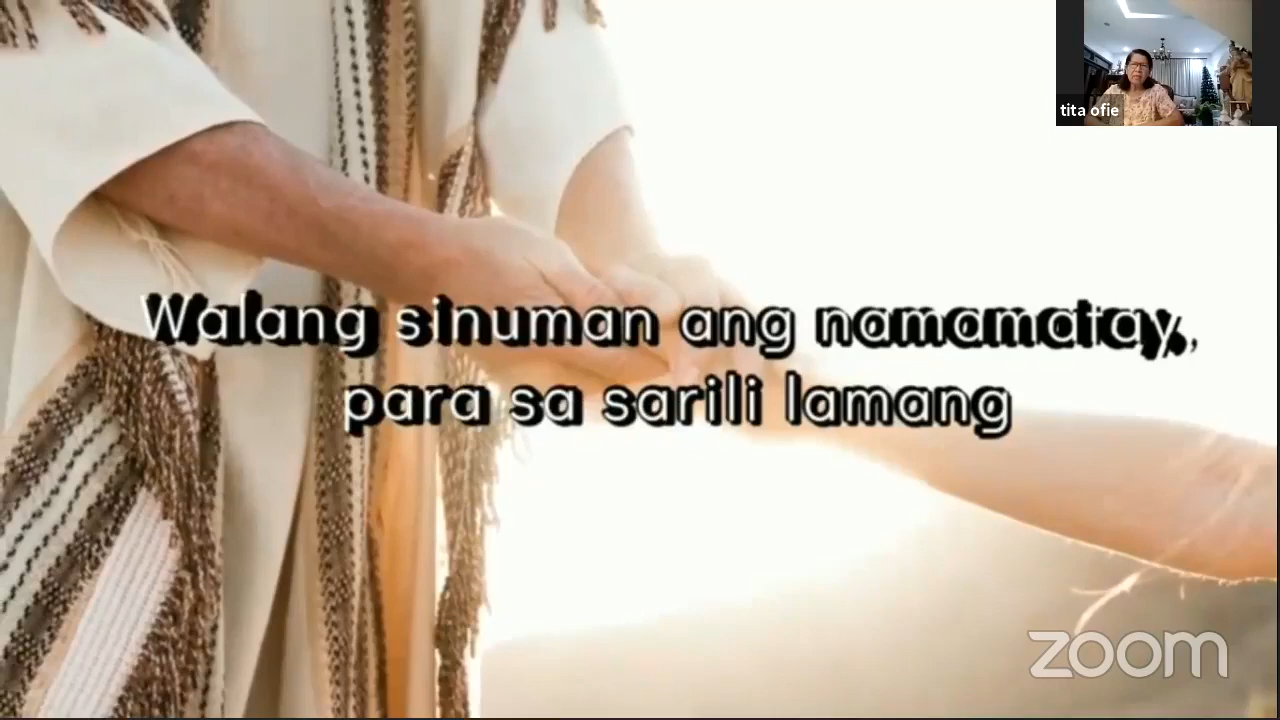 tita ofie
Walang sinuman ang namamatay,
para sa sarili lamang
zoom